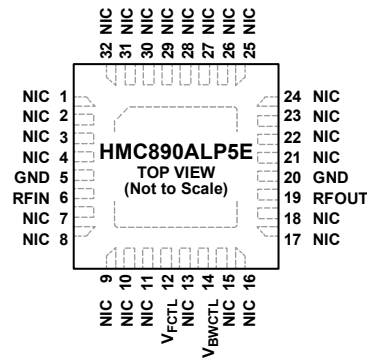 32 NIC
31 NIC
30 NIC
29 NIC
28 NIC
27 NIC
26 NIC
25 NIC
NIC 1
NIC 2
NIC 3
NIC 4
GND 5
RFIN 6
NIC 7
NIC 8
HMC890ALP5E
TOP VIEW
(Not to Scale)
24 NIC
23 NIC
22 NIC
21 NIC
20 GND
19 RFOUT
18 NIC
17 NIC
NIC 9
NIC 10
NIC 11
VFCTL 12
NIC 13
VBWCTL 14
NIC 15
NIC 16